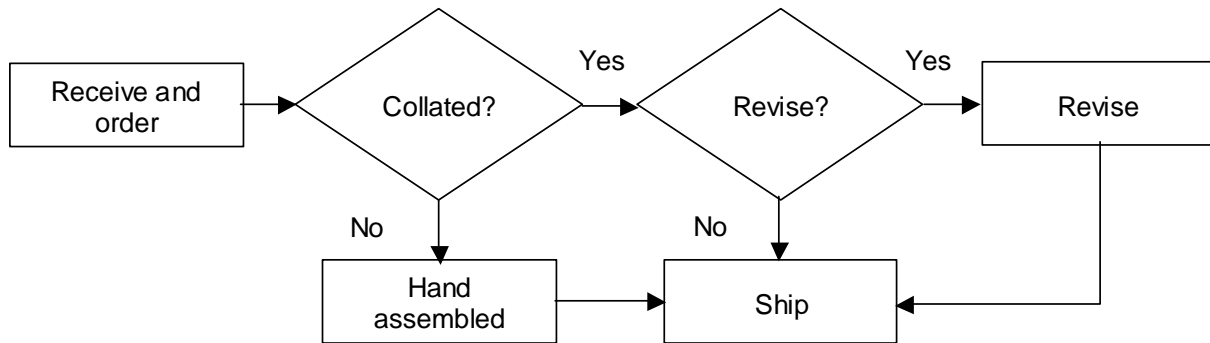 Receive and
order
Collated?
Yes
Revise?
Yes
Revise
No
Hand
assembled
No
Ship